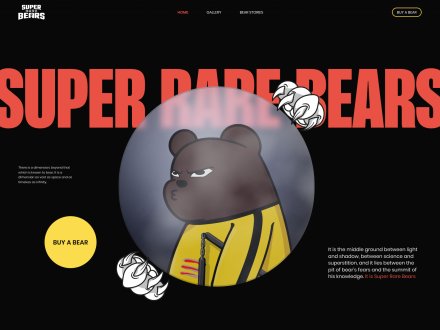 SUPER
RARE
BEARS
HOME
GALLERY
BEAR STORIES
BUY A BEAR
SUPER RARE BEARS
There is a dimension beyond that
which is known to bear. It is a
dimension as vast as space and as
timeless as infinity.
BUY A BEAR
It is the middle ground between light
and shadow, between science and
superstition, and it lies between the
pit of bear's fears and the summit of
his knowledge. It is Super Rare Bears